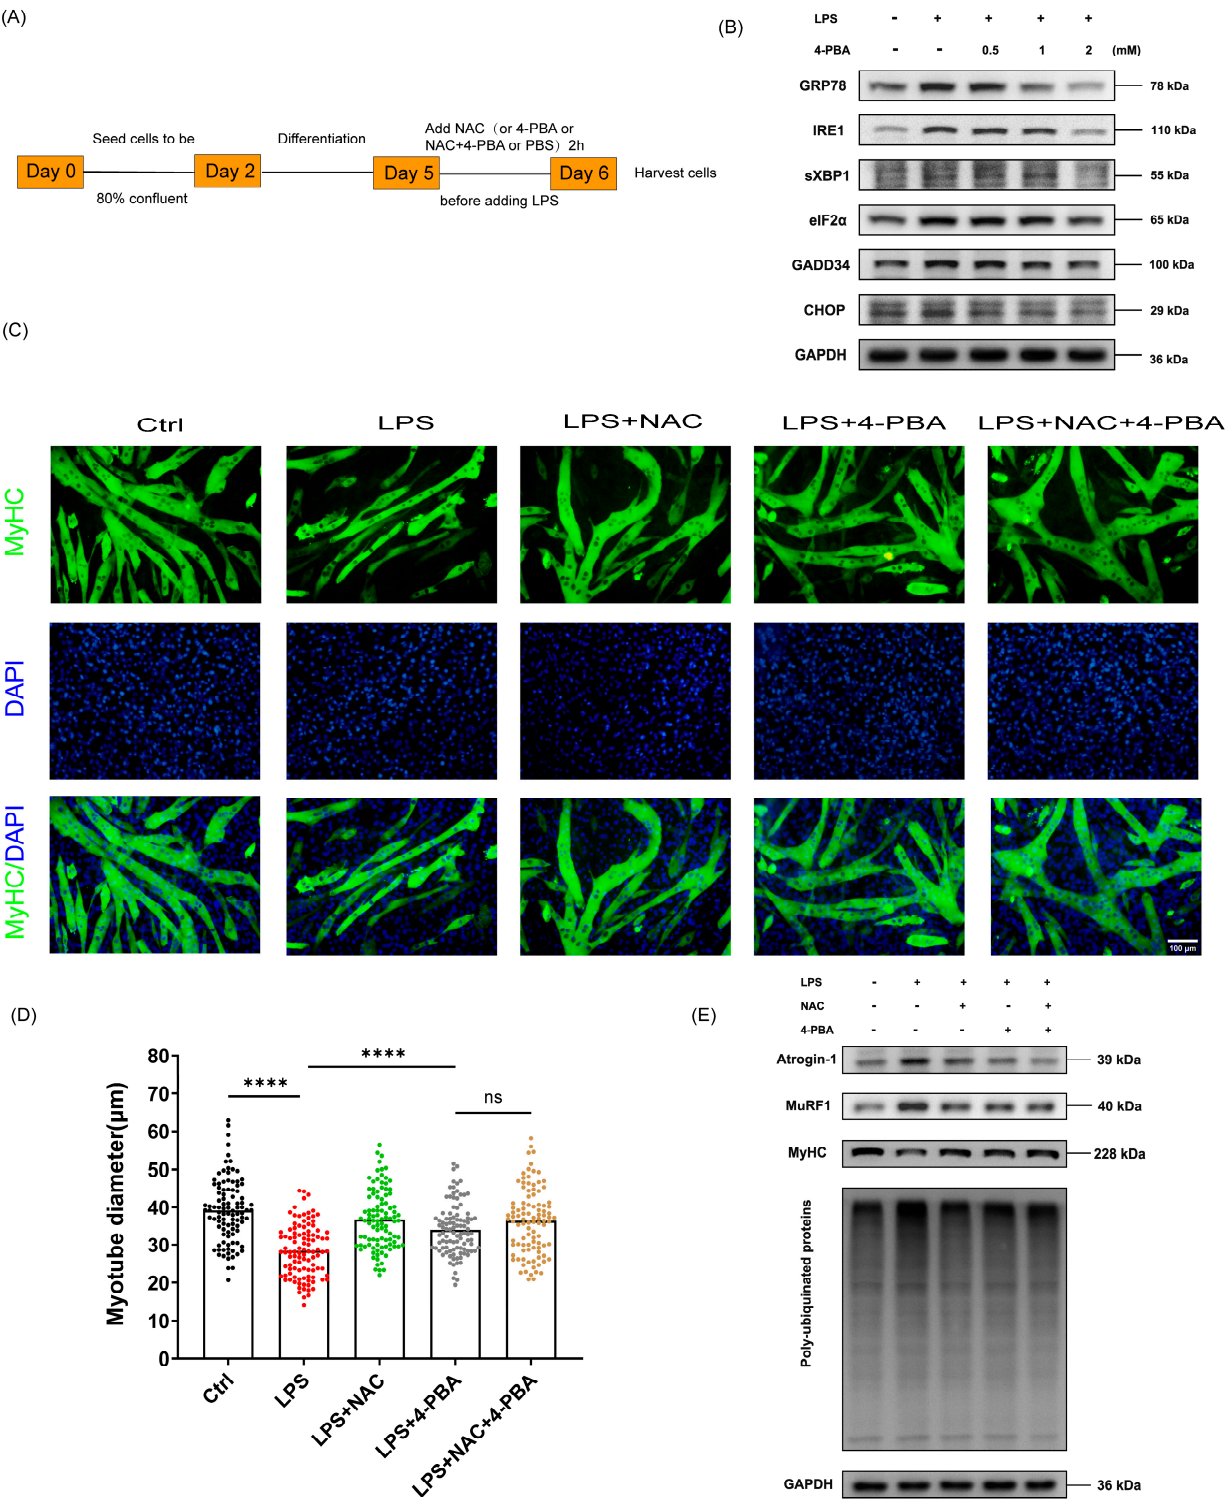 (A)
Seed cells to be
Differentiation
Add NAC（or 4-PBA or
NAC+4-PBA or PBS）2h
Day 0
Day 2
Day 5
Day 6
Harvest cells
80% confluent
before adding LPS
(B)
LPS - + + + +
4-PBA - - 0.5 1 2 (mM)
GRP78 78 kDa
IRE1 110 kDa
sXBP1 55 kDa
eIF2α 65 kDa
GADD34 100 kDa
CHOP 29 kDa
GAPDH 36 kDa
(C)
Ctrl LPS LPS+NAC LPS+4-PBA LPS+NAC+4-PBA
MyHC
DAPI
MyHC/DAPI
100 μm
(D)
Myotube diameter(μm)
80
70
60
50
40
30
20
10
0
****
****
ns
Ctrl
LPS
LPS+NAC
LPS+4-PBA
LPS+NAC+4-PBA
(E)
LPS - + + + +
NAC - - + - +
4-PBA - - - + +
Atrogin-1 39 kDa
MuRF1 40 kDa
MyHC 228 kDa
Poly-ubiquinated proteins
GAPDH 36 kDa